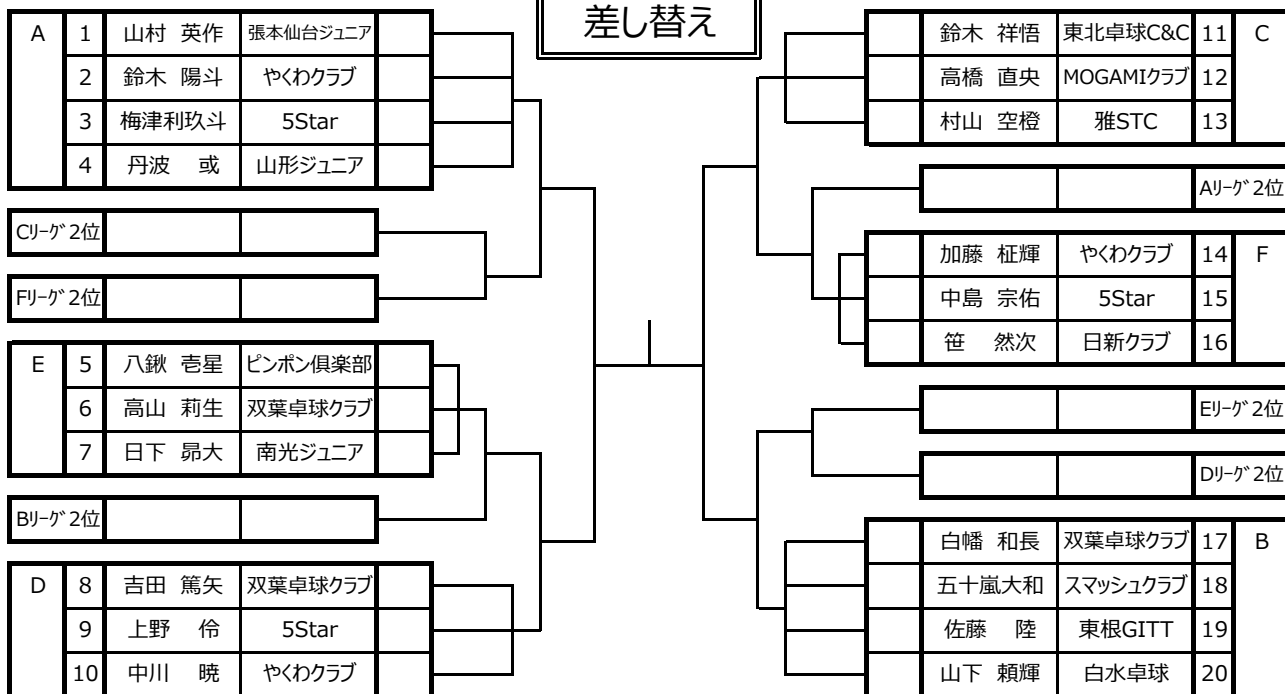 差し替え
A 1 山村 英作 張本仙台ジュニア
2 鈴木 陽斗 やくわクラブ
3 梅津利玖斗 5Star
4 丹波 或 山形ジュニア
Cリーグ2位
Fリーグ2位
E 5 八鍬 壱星 ピンポン倶楽部
6 高山 莉生 双葉卓球クラブ
7 日下 昴大 南光ジュニア
Bリーグ2位
D 8 吉田 篤矢 双葉卓球クラブ
9 上野 伶 5Star
10 中川 暁 やくわクラブ
鈴木 祥悟 東北卓球C&C 11 C
高橋 直央 MOGAMIクラブ 12
村山 空橙 雅STC 13
Aリーグ2位
加藤 柾輝 やくわクラブ 14 F
中島 宗佑 5Star 15
笹 然次 日新クラブ 16
Eリーグ2位
Dリーグ2位
白幡 和長 双葉卓球クラブ 17 B
五十嵐大和 スマッシュクラブ 18
佐藤 陸 東根GITT 19
山下 頼輝 白水卓球 20